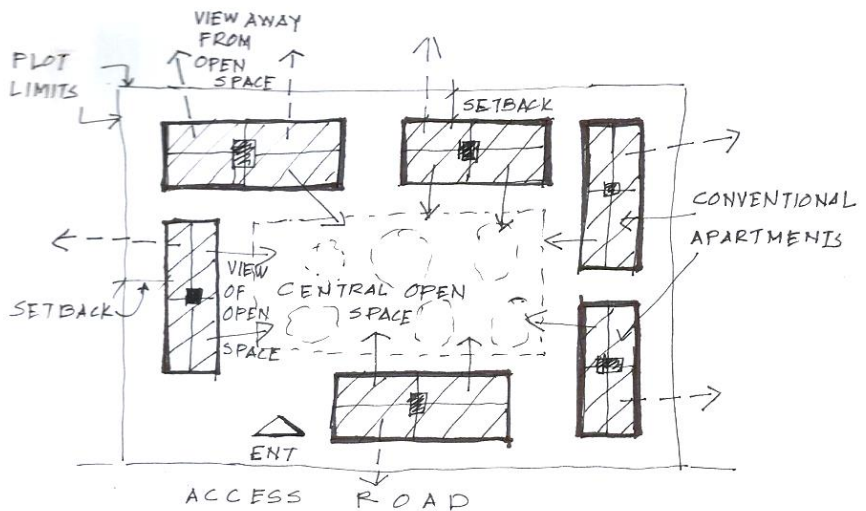 VIEW AWAY
FROM
OPEN
SPACE
PLOT
LIMITS
SETBACK
CONVENTIONAL
APARTMENTS
VIEW
OF
OPEN
SPACE
CENTRAL OPEN
SPACE
SETBACK
ENT
ACCESS ROAD